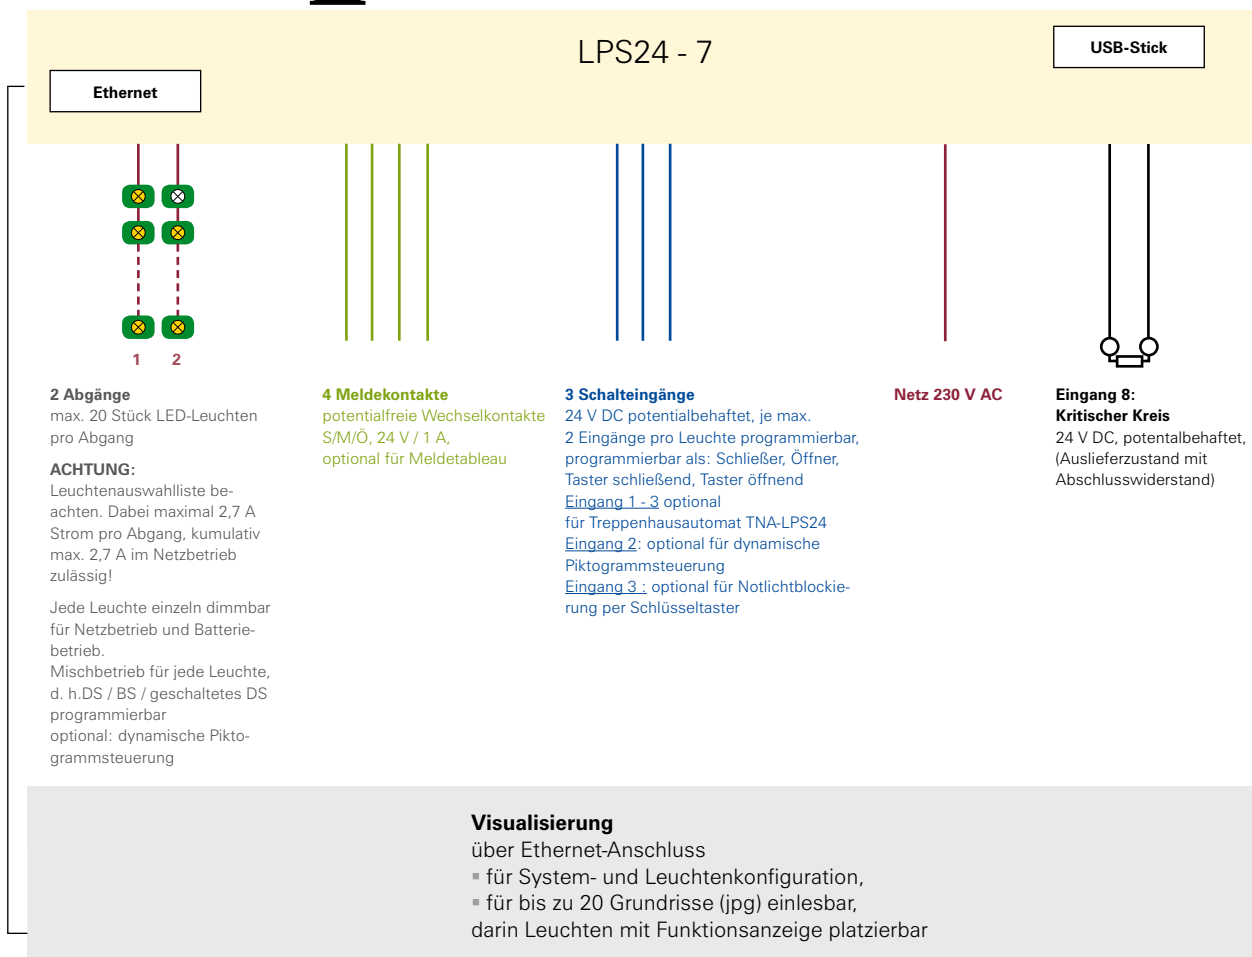 LPS24 - 7
USB-Stick
Ethernet
1 2
2 Abgänge
max. 20 Stück LED-Leuchten
pro Abgang
ACHTUNG:
Leuchtenauswahlliste be-
achten. Dabei maximal 2,7 A
Strom pro Abgang, kumulativ
max. 2,7 A im Netzbetrieb
zulässig!
Jede Leuchte einzeln dimmbar
für Netzbetrieb und Batterie-
betrieb.
Mischbetrieb für jede Leuchte,
d. h.DS / BS / geschaltetes DS
programmierbar
optional: dynamische Pikto-
grammsteuerung
4 Meldekontakte
potentialfreie Wechselkontakte
S/M/Ö, 24 V / 1 A,
optional für Meldetableau
3 Schalteingänge
24 V DC potentialbehaftet, je max.
2 Eingänge pro Leuchte programmierbar,
programmierbar als: Schließer, Öffner,
Taster schließend, Taster öffnend
Eingang 1 - 3 optional
für Treppenhausautomat TNA-LPS24
Eingang 2: optional für dynamische
Piktogrammsteuerung
Eingang 3 : optional für Notlichtblockie-
rung per Schlüsseltaster
Netz 230 V AC
Eingang 8:
Kritischer Kreis
24 V DC, potentalbehaftet,
(Auslieferzustand mit
Abschlusswiderstand)
Visualisierung
über Ethernet-Anschluss
▪ für System- und Leuchtenkonfiguration,
▪ für bis zu 20 Grundrisse (jpg) einlesbar,
darin Leuchten mit Funktionsanzeige platzierbar